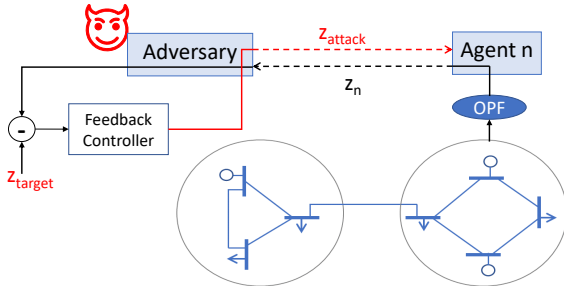 Adversary
z_attack
Agent n
z_n
OPF
-
Feedback
Controller
z_target